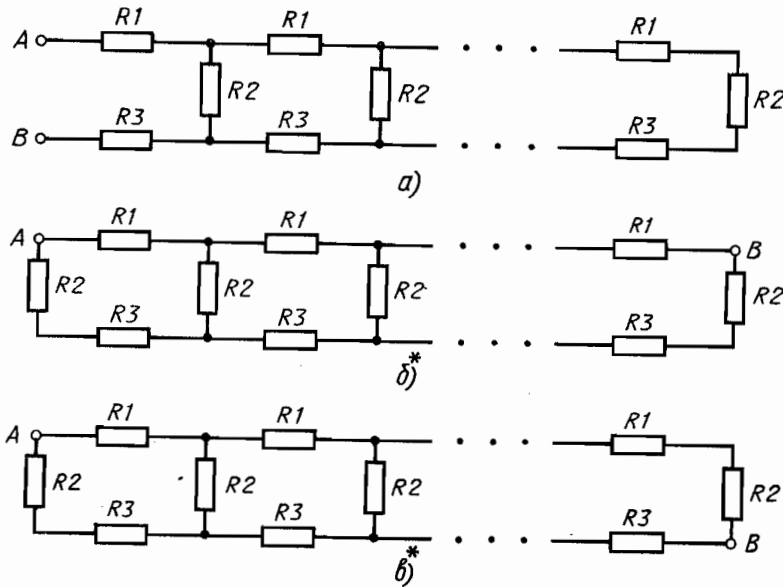 R1 R1 R1
A
R2 R2 R2
B R3 R3 R3
а)
R1 R1 R1
A B
R2 R2 R2 R2
R3 R3 R3
б)*
R1 R1 R1
A
R2 R2 R2 R2
R3 R3 R3 B
в)*